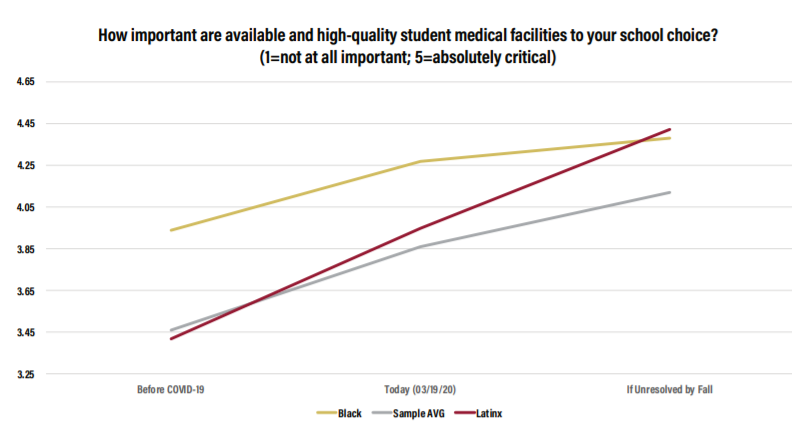 How important are available and high-quality student medical facilities to your school choice?
(1=not at all important; 5=absolutely critical)
4.65
4.45
4.25
4.05
3.85
3.65
3.45
3.25
Before COVID-19 Today (03/19/20) If Unresolved by Fall
Black Sample AVG Latinx